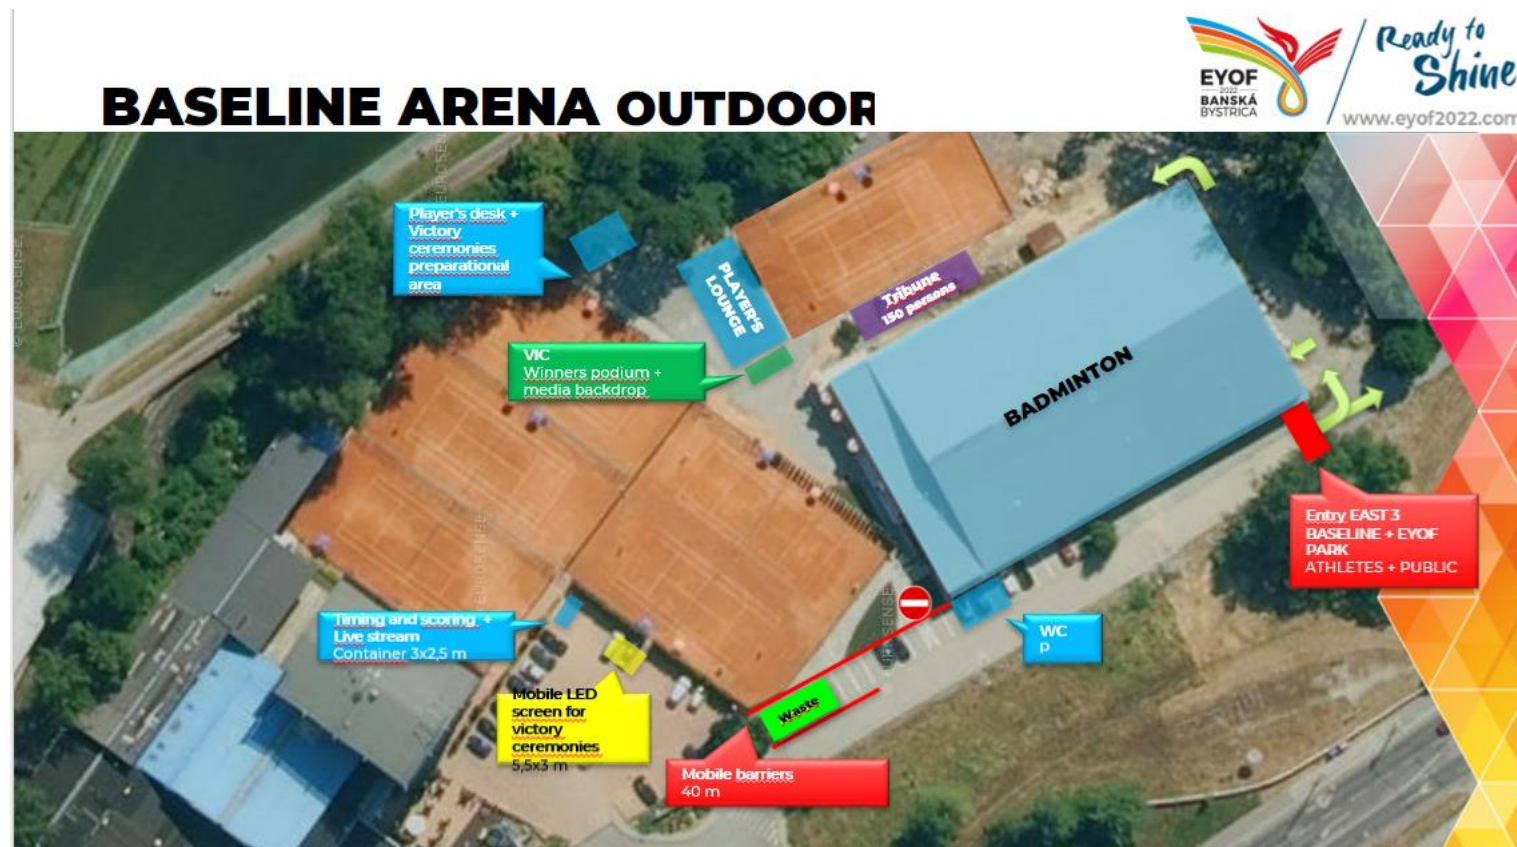 BASELINE ARENA OUTDOOR
EYOF
2022
BANSKÁ
BYSTRICA
Ready to
Shine
www.eyof2022.com
Player's desk +
Victory
ceremonies
preparational
area
PLAYER'S
LOUNGE
Tribune
150 persons
VIC
Winners podium +
media backdrop
BADMINTON
Entry EAST 3
BASELINE + EYOF
PARK
ATHLETES + PUBLIC
Timing and scoring +
Live stream
Container 3x2,5 m
WC
P
Mobile LED
screen for
victory
ceremonies
5,5x3 m
Waste
Mobile barriers
40 m
EUROSENSE